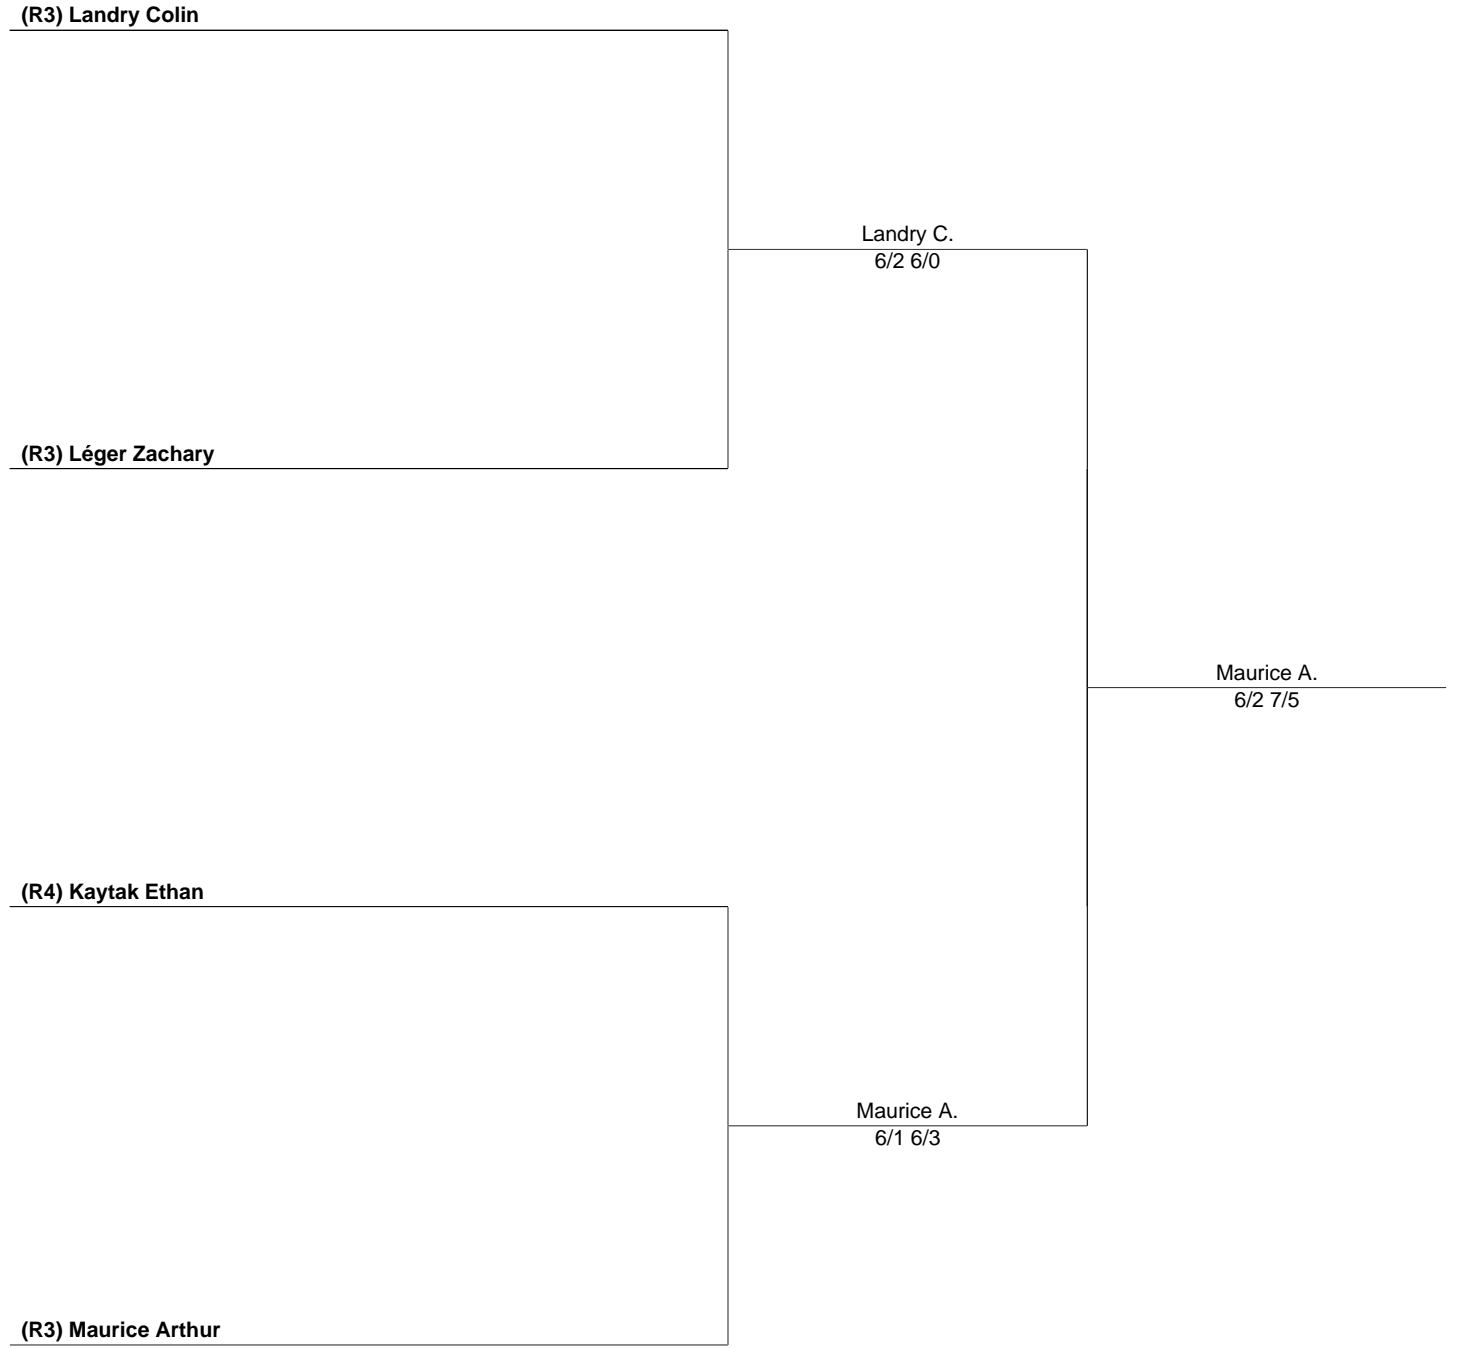 (R3) Landry Colin
Landry C.
6/2 6/0
(R3) Léger Zachary
Maurice A.
6/2 7/5
(R4) Kaytak Ethan
Maurice A.
6/1 6/3
(R3) Maurice Arthur